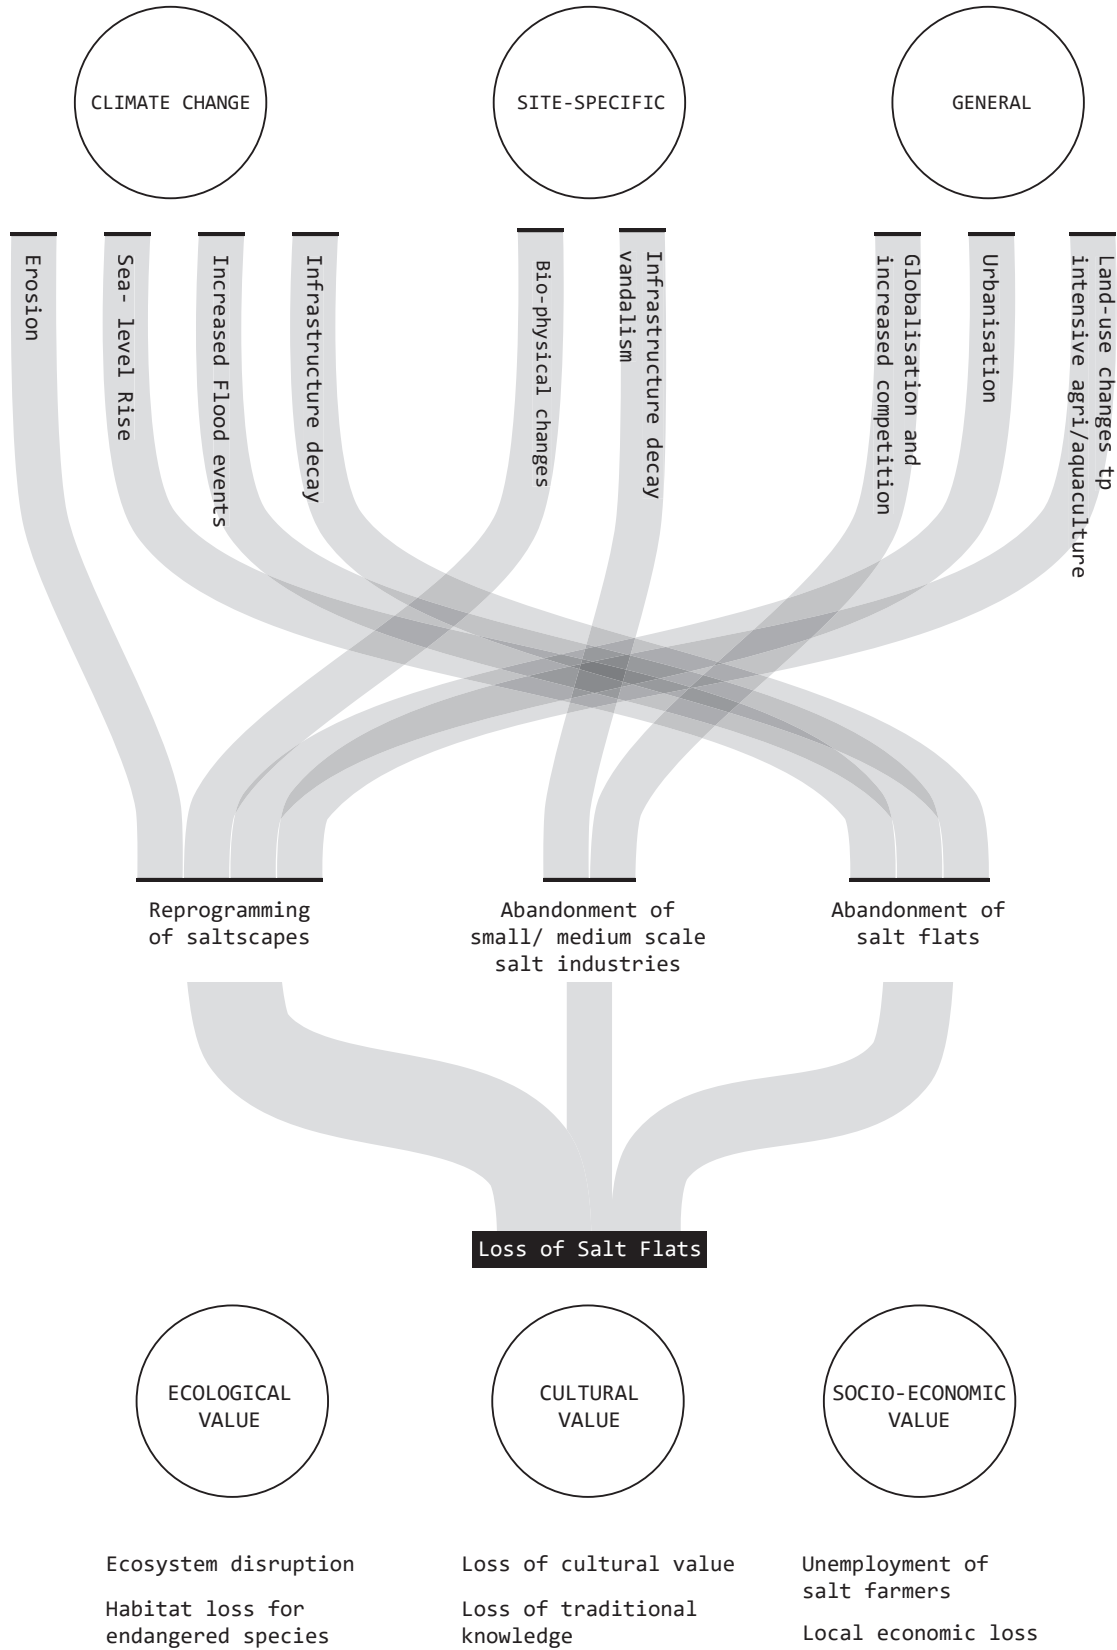 CLIMATE CHANGE
SITE-SPECIFIC
GENERAL
Erosion
Sea- level Rise
Increased Flood events
Infrastructure decay
Bio-physical changes
Infrastructure decay
vandalism
Globalisation and
increased competition
Urbanisation
Land-use changes tp
intensive agri/aquaculture
Reprogramming
of saltscapes
Abandonment of
small/ medium scale
salt industries
Abandonment of
salt flats
Loss of Salt Flats
ECOLOGICAL
VALUE
CULTURAL
VALUE
SOCIO-ECONOMIC
VALUE
Ecosystem disruption
Habitat loss for
endangered species
Loss of cultural value
Loss of traditional
knowledge
Unemployment of
salt farmers
Local economic loss